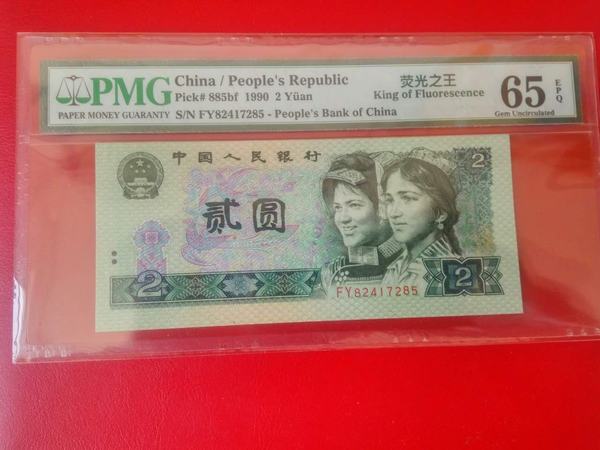 PMG
PAPER MONEY GUARANTY
China / People's Republic
Pick# 885bf 1990 2 Yüan
S/N FY82417285 - People's Bank of China
荧光之王
King of Fluorescence
65 EPQ
Gem Uncirculated
中国人民银行
2
贰圆
2
FY82417285
2